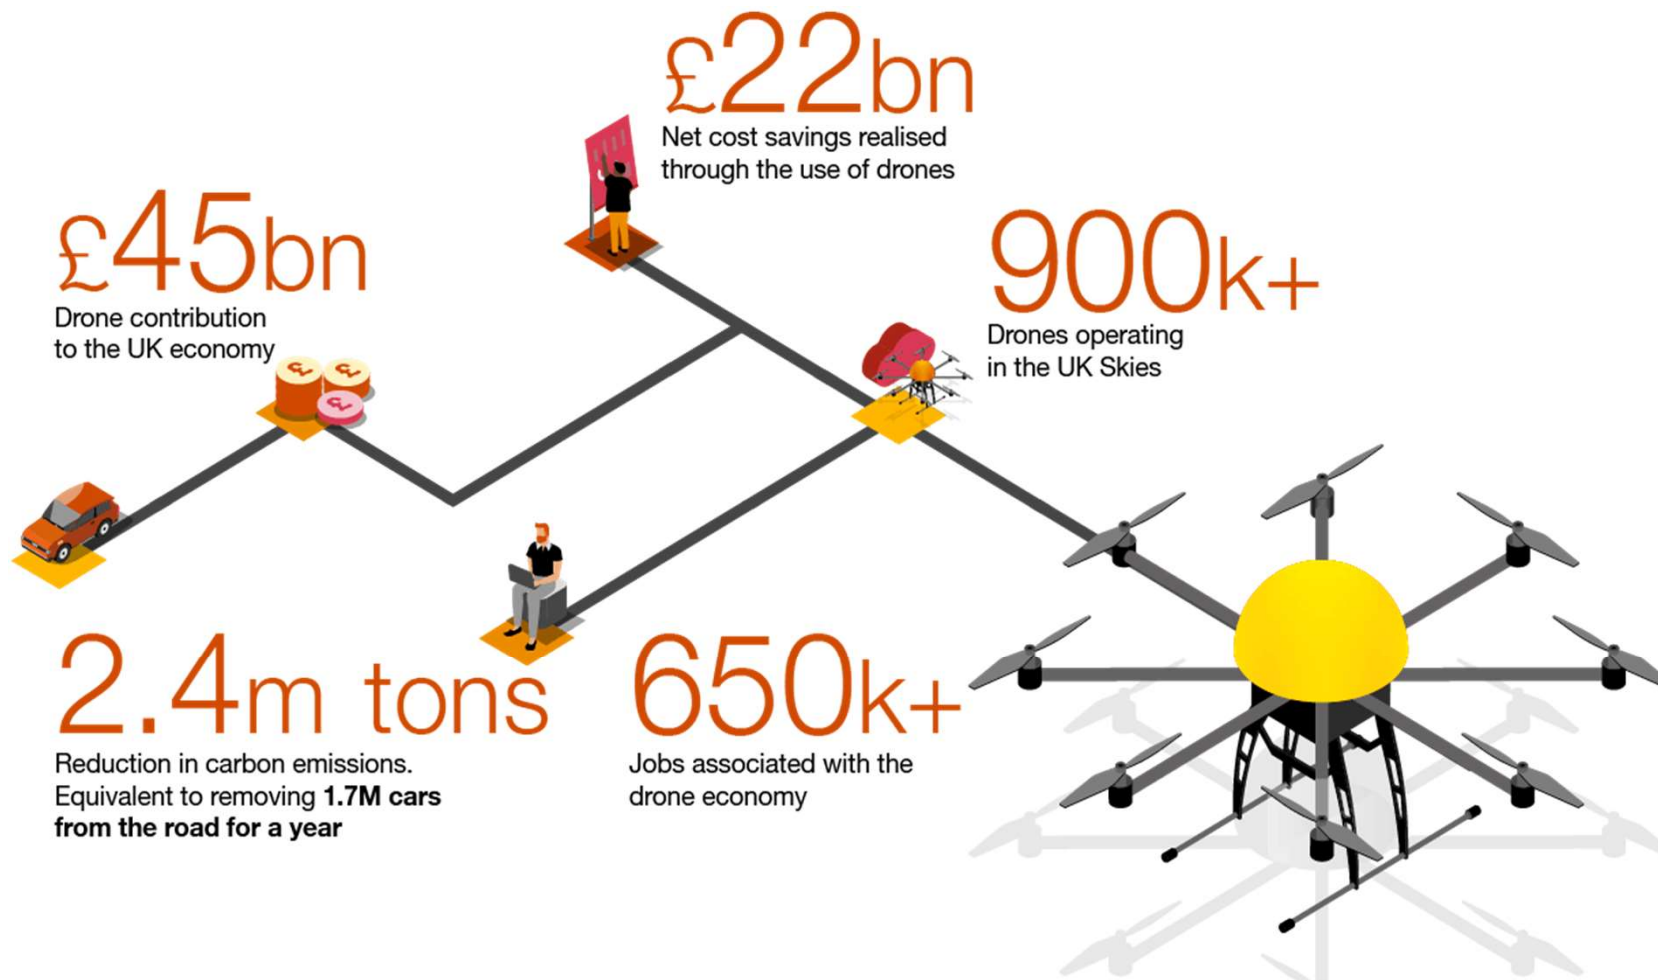 £22bn
Net cost savings realised
through the use of drones
£45bn
Drone contribution
to the UK economy
900k+
Drones operating
in the UK Skies
2.4m tons
Reduction in carbon emissions.
Equivalent to removing 1.7M cars
from the road for a year
650k+
Jobs associated with the
drone economy